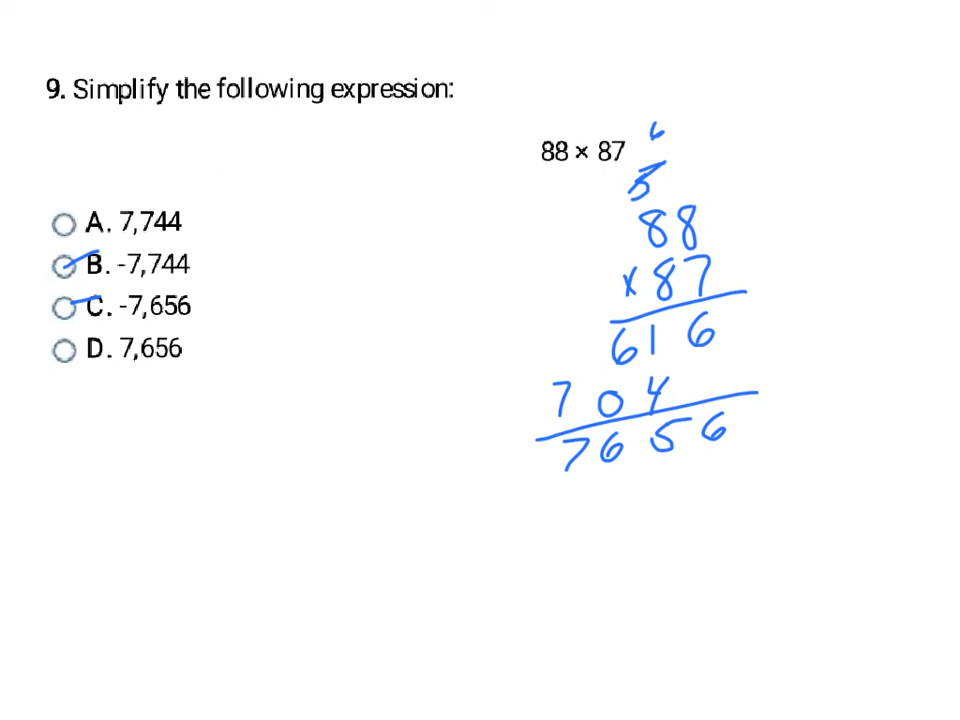 9. Simplify the following expression:
88 × 87
A. 7,744
B. -7,744
C. -7,656
D. 7,656
6
5
88
x 87
616
704
7656